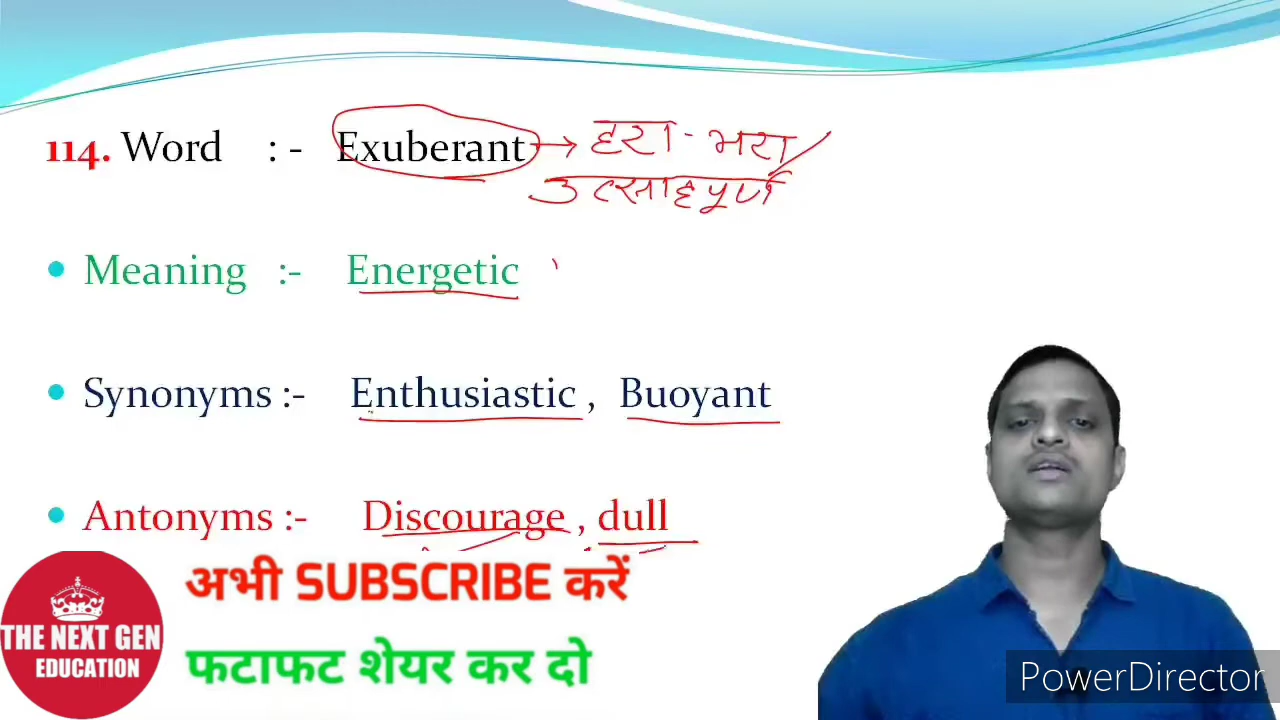 114. Word : - Exuberant → हरा - भरा
उत्साहपूर्ण
Meaning :- Energetic
Synonyms :- Enthusiastic , Buoyant
Antonyms :- Discourage , dull
अभी SUBSCRIBE करें
THE NEXT GEN
EDUCATION
फटाफट शेयर कर दो
PowerDirector